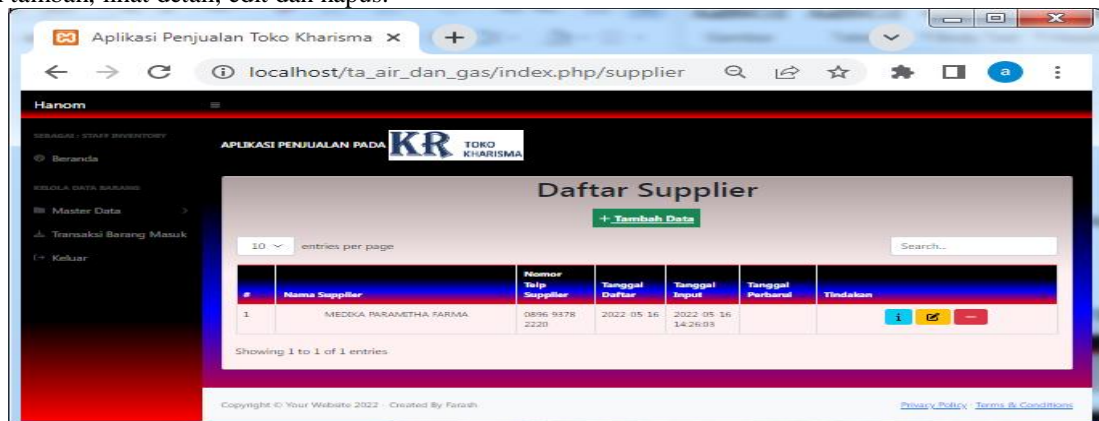 tambah, lihat detail, edit dan hapus.
Aplikasi Penjualan Toko Kharisma
localhost/ta_air_dan_gas/index.php/supplier
a
Hanom
SEBAGAI : STAFF INVENTORY
Beranda
KELOLA DATA BARANG
Master Data
Transaksi Barang Masuk
Keluar
APLIKASI PENJUALAN PADA KR TOKO KHARISMA
Daftar Supplier
+ Tambah Data
10 entries per page
Search...
# Nama Supplier Nomor Telp Supplier Tanggal Daftar Tanggal Input Tanggal Perbarui Tindakan
1 MEDIKA PARAMITHA FARMA 0896 9378 2220 2022-05-16 2022-05-16 14:26:03
Showing 1 to 1 of 1 entries
Copyright © Your Website 2022 - Created By Farash
Privacy Policy · Terms & Conditions